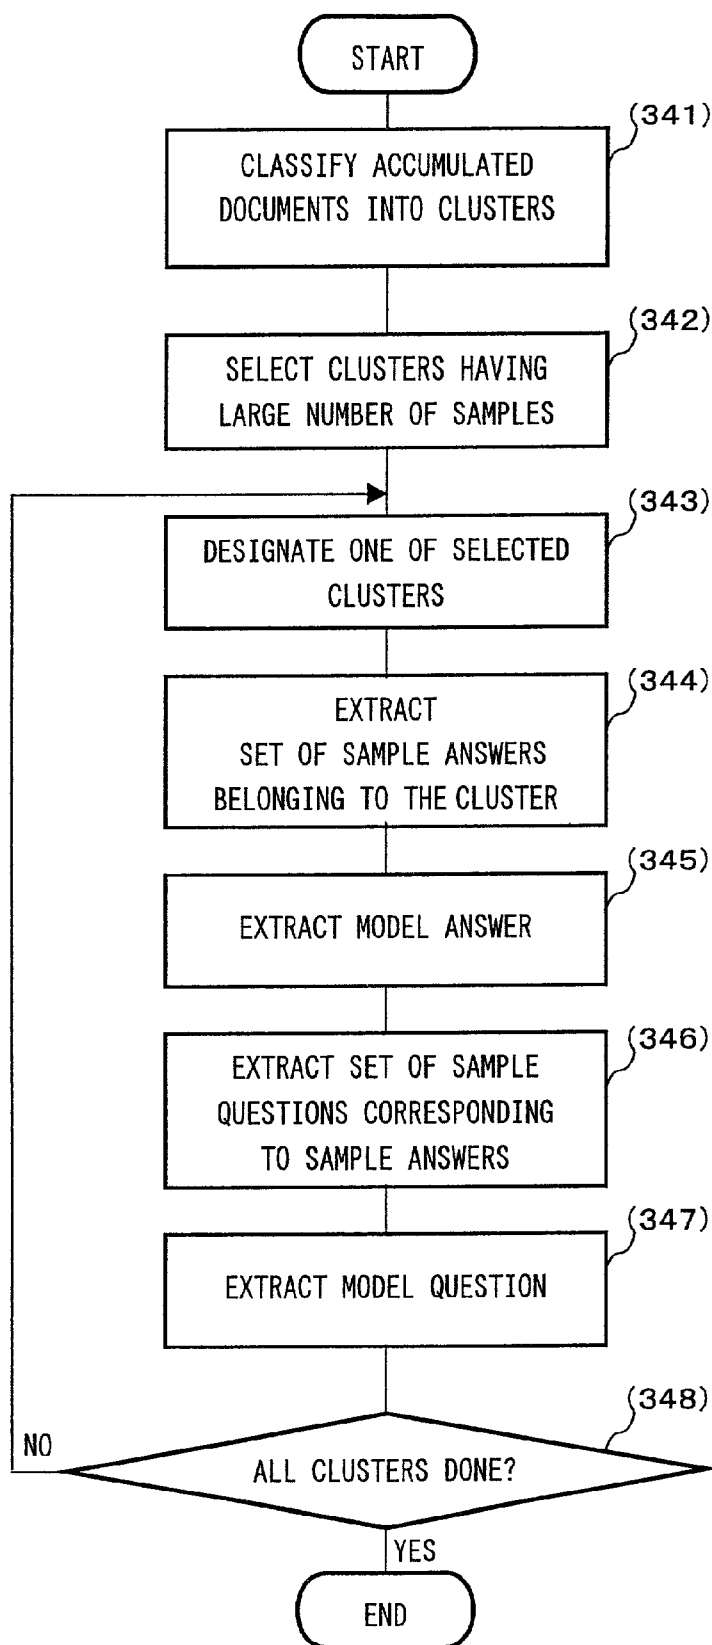 START
(341)
CLASSIFY ACCUMULATED
DOCUMENTS INTO CLUSTERS
(342)
SELECT CLUSTERS HAVING
LARGE NUMBER OF SAMPLES
(343)
DESIGNATE ONE OF SELECTED
CLUSTERS
(344)
EXTRACT
SET OF SAMPLE ANSWERS
BELONGING TO THE CLUSTER
(345)
EXTRACT MODEL ANSWER
(346)
EXTRACT SET OF SAMPLE
QUESTIONS CORRESPONDING
TO SAMPLE ANSWERS
(347)
EXTRACT MODEL QUESTION
(348)
NO
ALL CLUSTERS DONE?
YES
END